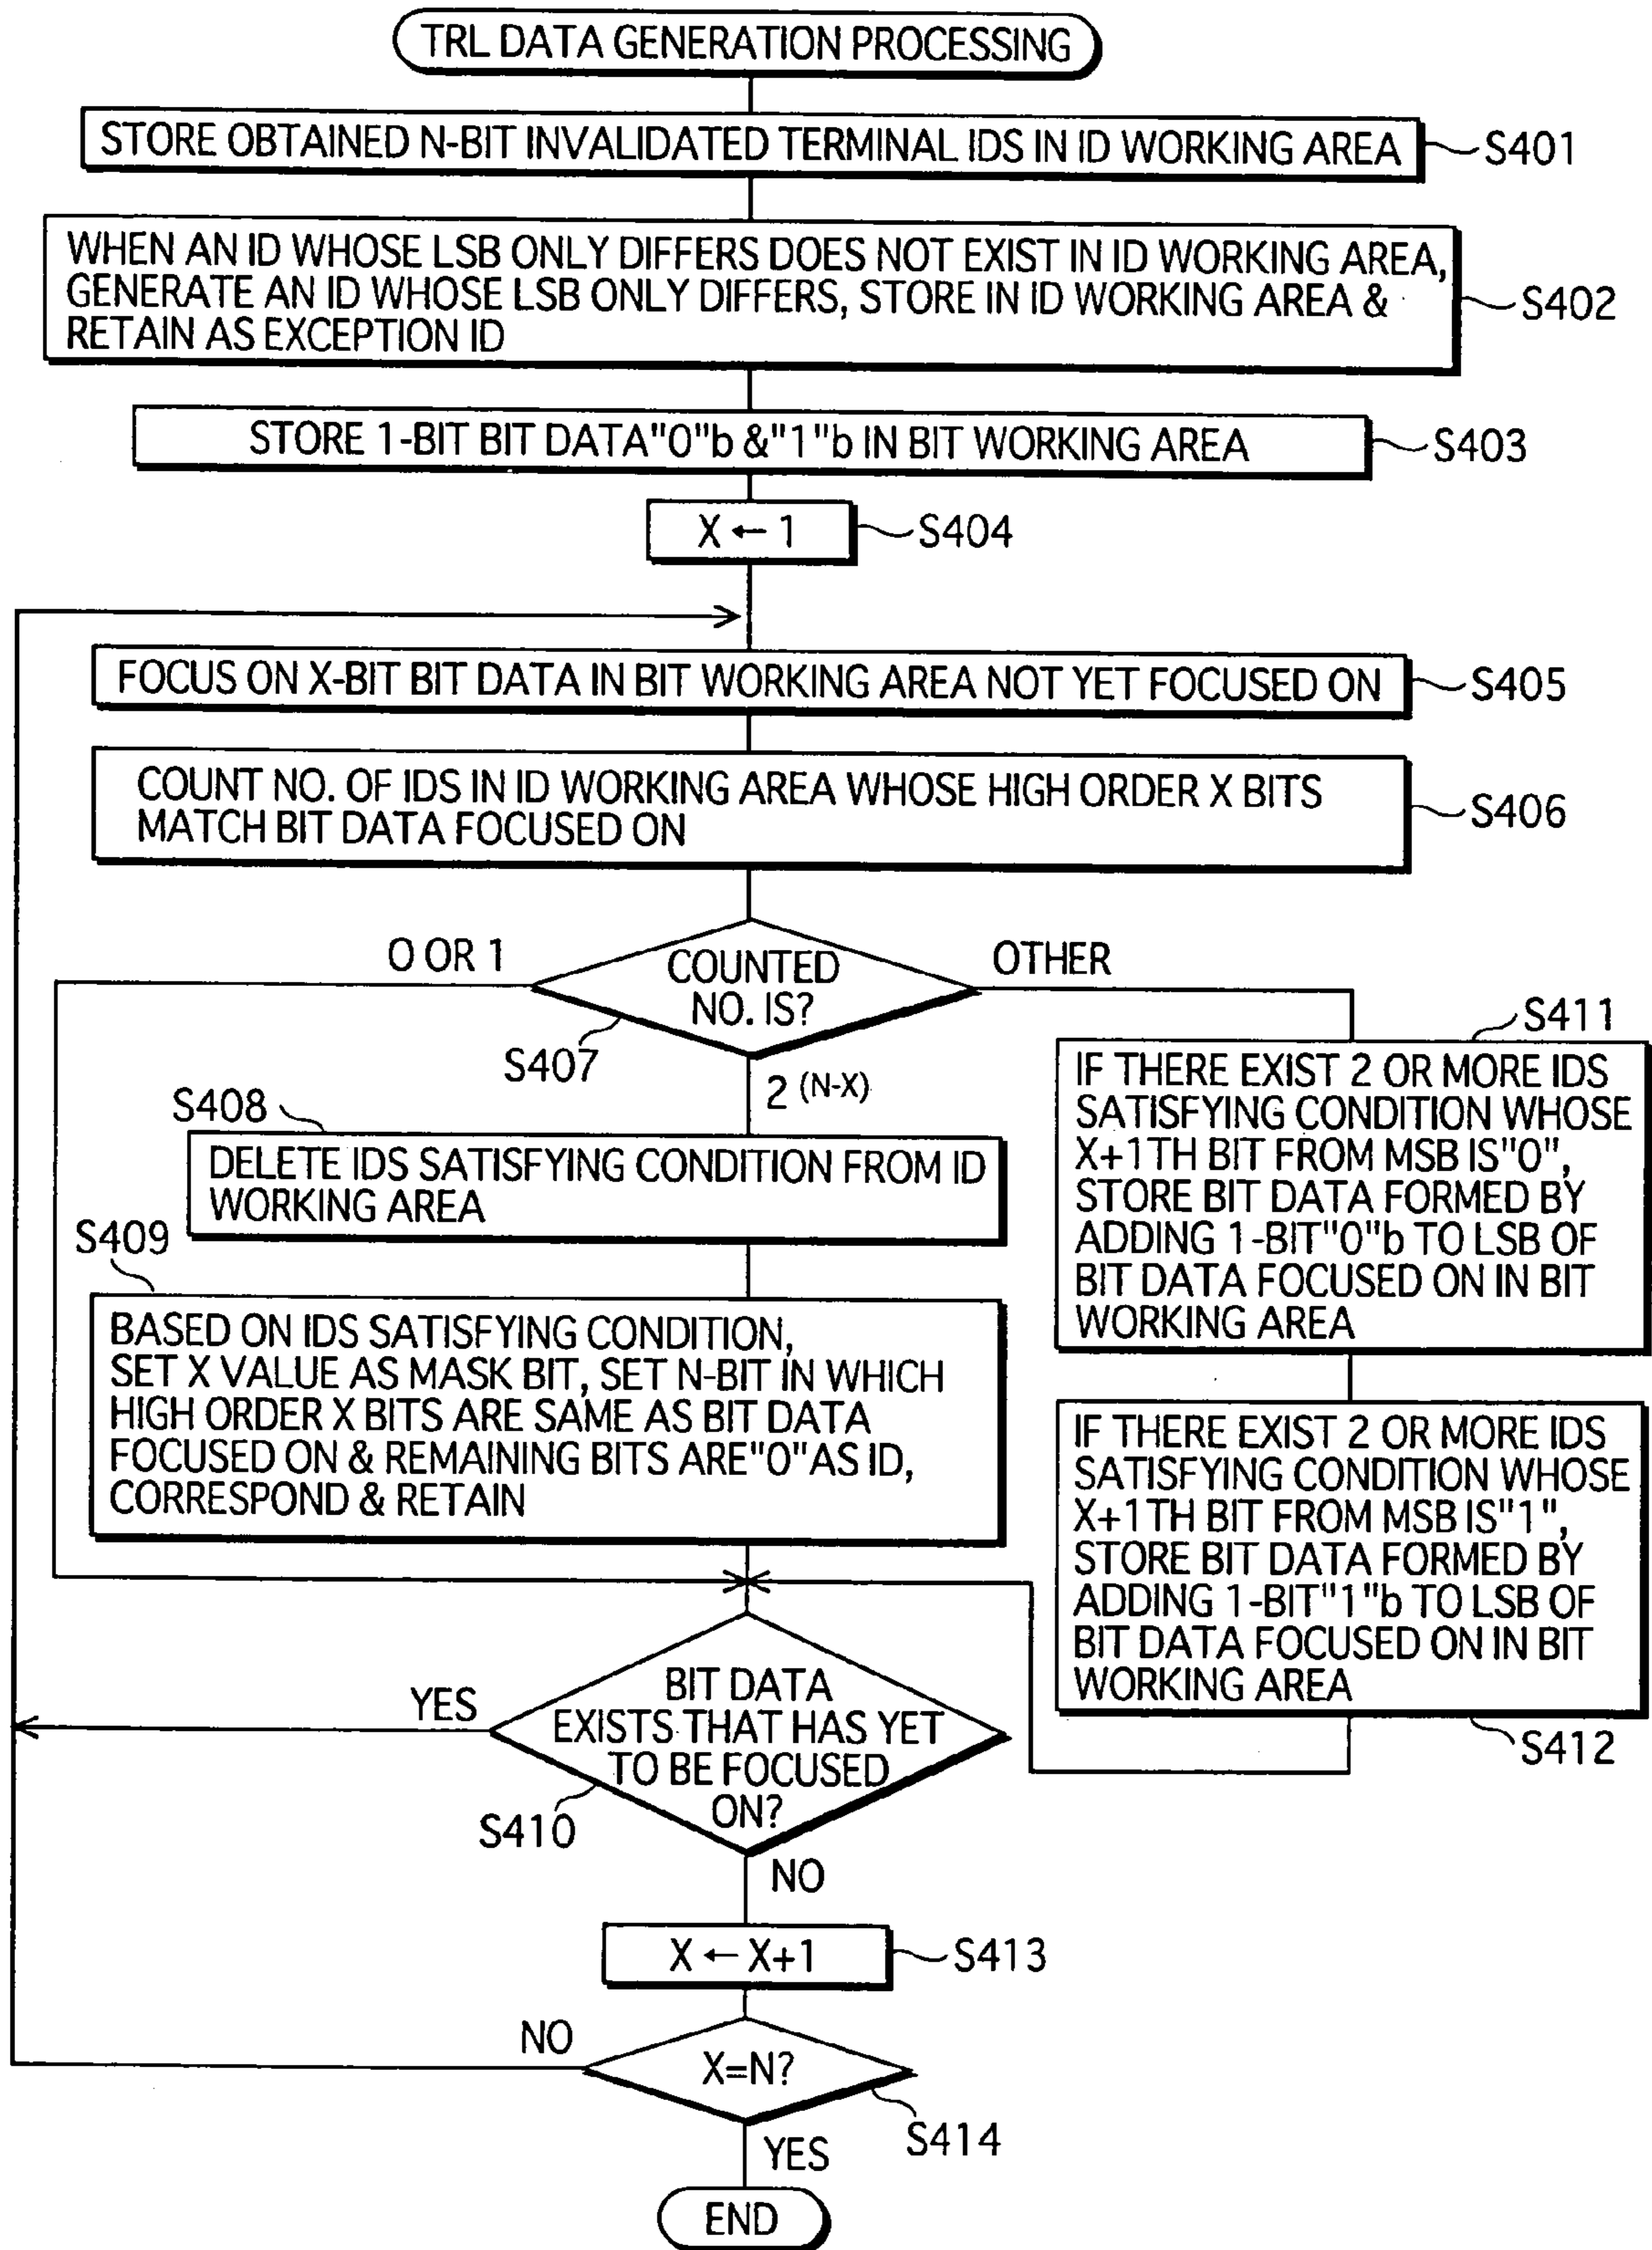 TRL DATA GENERATION PROCESSING
STORE OBTAINED N-BIT INVALIDATED TERMINAL IDS IN ID WORKING AREA
S401
WHEN AN ID WHOSE LSB ONLY DIFFERS DOES NOT EXIST IN ID WORKING AREA,
GENERATE AN ID WHOSE LSB ONLY DIFFERS, STORE IN ID WORKING AREA &
RETAIN AS EXCEPTION ID
S402
STORE 1-BIT BIT DATA"0"b &"1"b IN BIT WORKING AREA
S403
X ← 1
S404
FOCUS ON X-BIT BIT DATA IN BIT WORKING AREA NOT YET FOCUSED ON
S405
COUNT NO. OF IDS IN ID WORKING AREA WHOSE HIGH ORDER X BITS
MATCH BIT DATA FOCUSED ON
S406
0 OR 1
COUNTED
NO. IS?
OTHER
S407
2 (N-X)
S408
DELETE IDS SATISFYING CONDITION FROM ID
WORKING AREA
S409
BASED ON IDS SATISFYING CONDITION,
SET X VALUE AS MASK BIT, SET N-BIT IN WHICH
HIGH ORDER X BITS ARE SAME AS BIT DATA
FOCUSED ON & REMAINING BITS ARE"0"AS ID,
CORRESPOND & RETAIN
S411
IF THERE EXIST 2 OR MORE IDS
SATISFYING CONDITION WHOSE
X+1TH BIT FROM MSB IS"0",
STORE BIT DATA FORMED BY
ADDING 1-BIT"0"b TO LSB OF
BIT DATA FOCUSED ON IN BIT
WORKING AREA
IF THERE EXIST 2 OR MORE IDS
SATISFYING CONDITION WHOSE
X+1TH BIT FROM MSB IS"1",
STORE BIT DATA FORMED BY
ADDING 1-BIT"1"b TO LSB OF
BIT DATA FOCUSED ON IN BIT
WORKING AREA
S412
YES
BIT DATA
EXISTS THAT HAS YET
TO BE FOCUSED
ON?
S410
NO
X ← X+1
S413
NO
X=N?
S414
YES
END